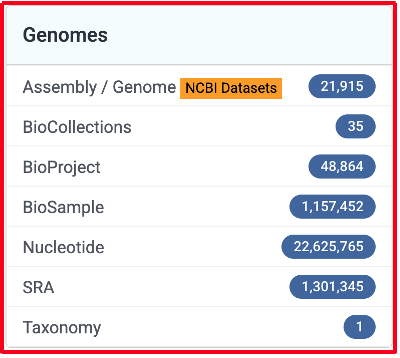 Genomes
Assembly / Genome NCBI Datasets 21,915
BioCollections 35
BioProject 48,864
BioSample 1,157,452
Nucleotide 22,625,765
SRA 1,301,345
Taxonomy 1